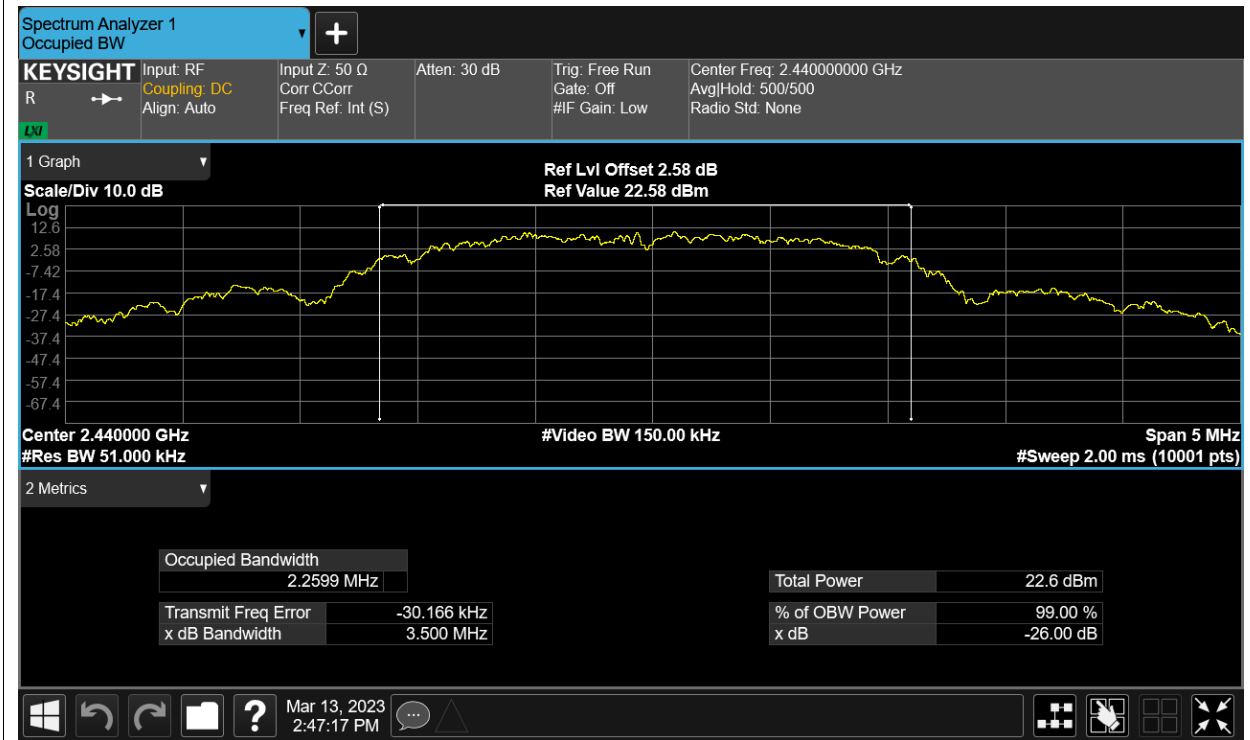 Spectrum Analyzer 1
Occupied BW
KEYSIGHT
R
LXI
Input: RF
Coupling: DC
Align: Auto
Input Z: 50 Ω
Corr CCorr
Freq Ref: Int (S)
Atten: 30 dB
Trig: Free Run
Gate: Off
#IF Gain: Low
Center Freq: 2.440000000 GHz
Avg|Hold: 500/500
Radio Std: None
1 Graph
Scale/Div 10.0 dB
Ref Lvl Offset 2.58 dB
Ref Value 22.58 dBm
Log
12.6
2.58
-7.42
-17.4
-27.4
-37.4
-47.4
-57.4
-67.4
Center 2.440000 GHz
#Video BW 150.00 kHz
Span 5 MHz
#Res BW 51.000 kHz
#Sweep 2.00 ms (10001 pts)
2 Metrics
Occupied Bandwidth
2.2599 MHz
Total Power 22.6 dBm
Transmit Freq Error -30.166 kHz
% of OBW Power 99.00 %
x dB Bandwidth 3.500 MHz
x dB -26.00 dB
?
Mar 13, 2023
2:47:17 PM